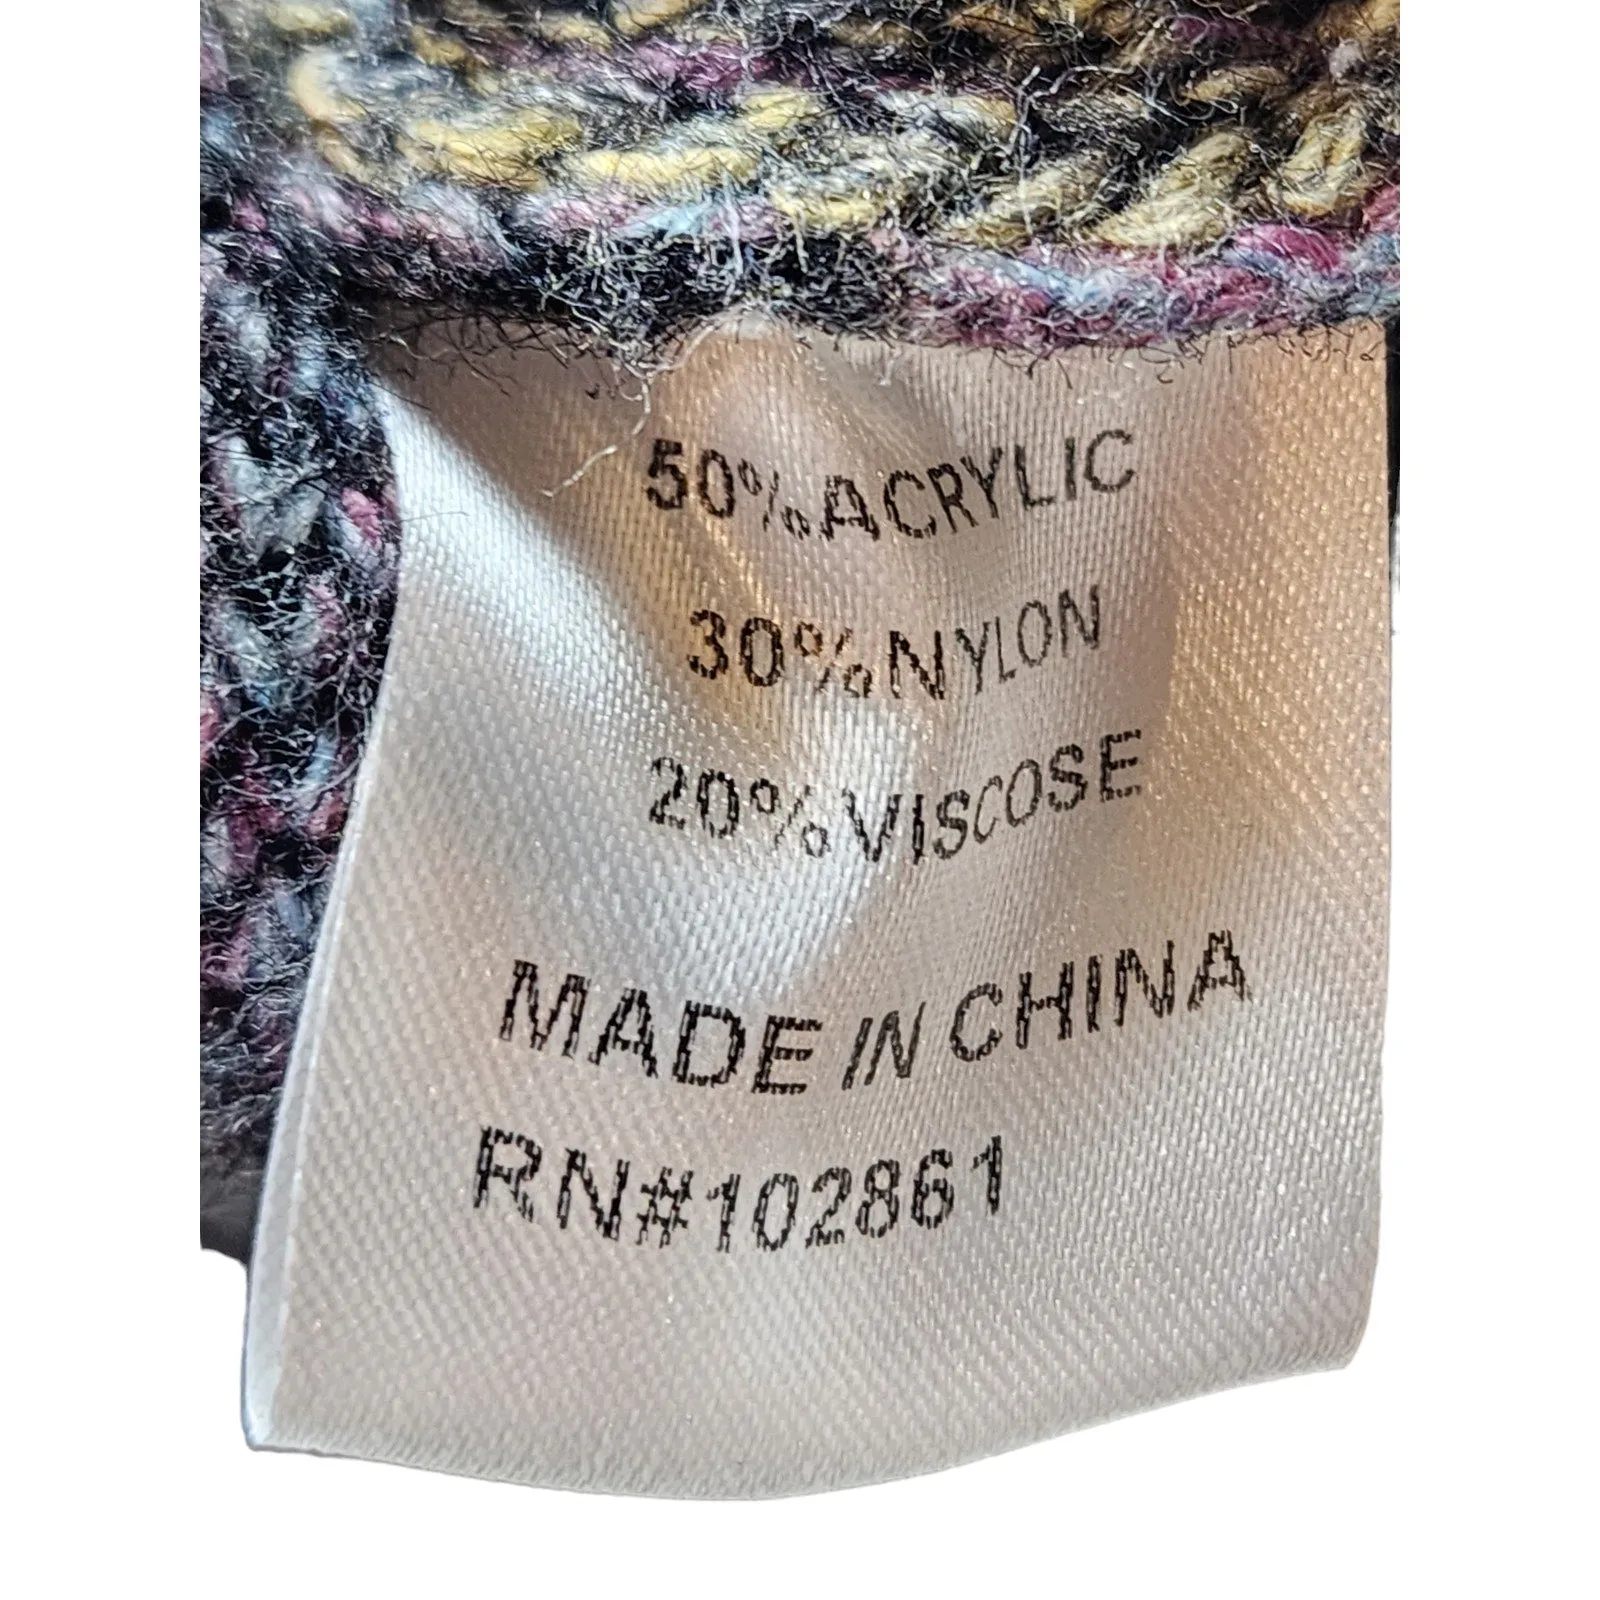 50%ACRYLIC
30%NYLON
20%VISCOSE
MADE IN CHINA
RN#102861